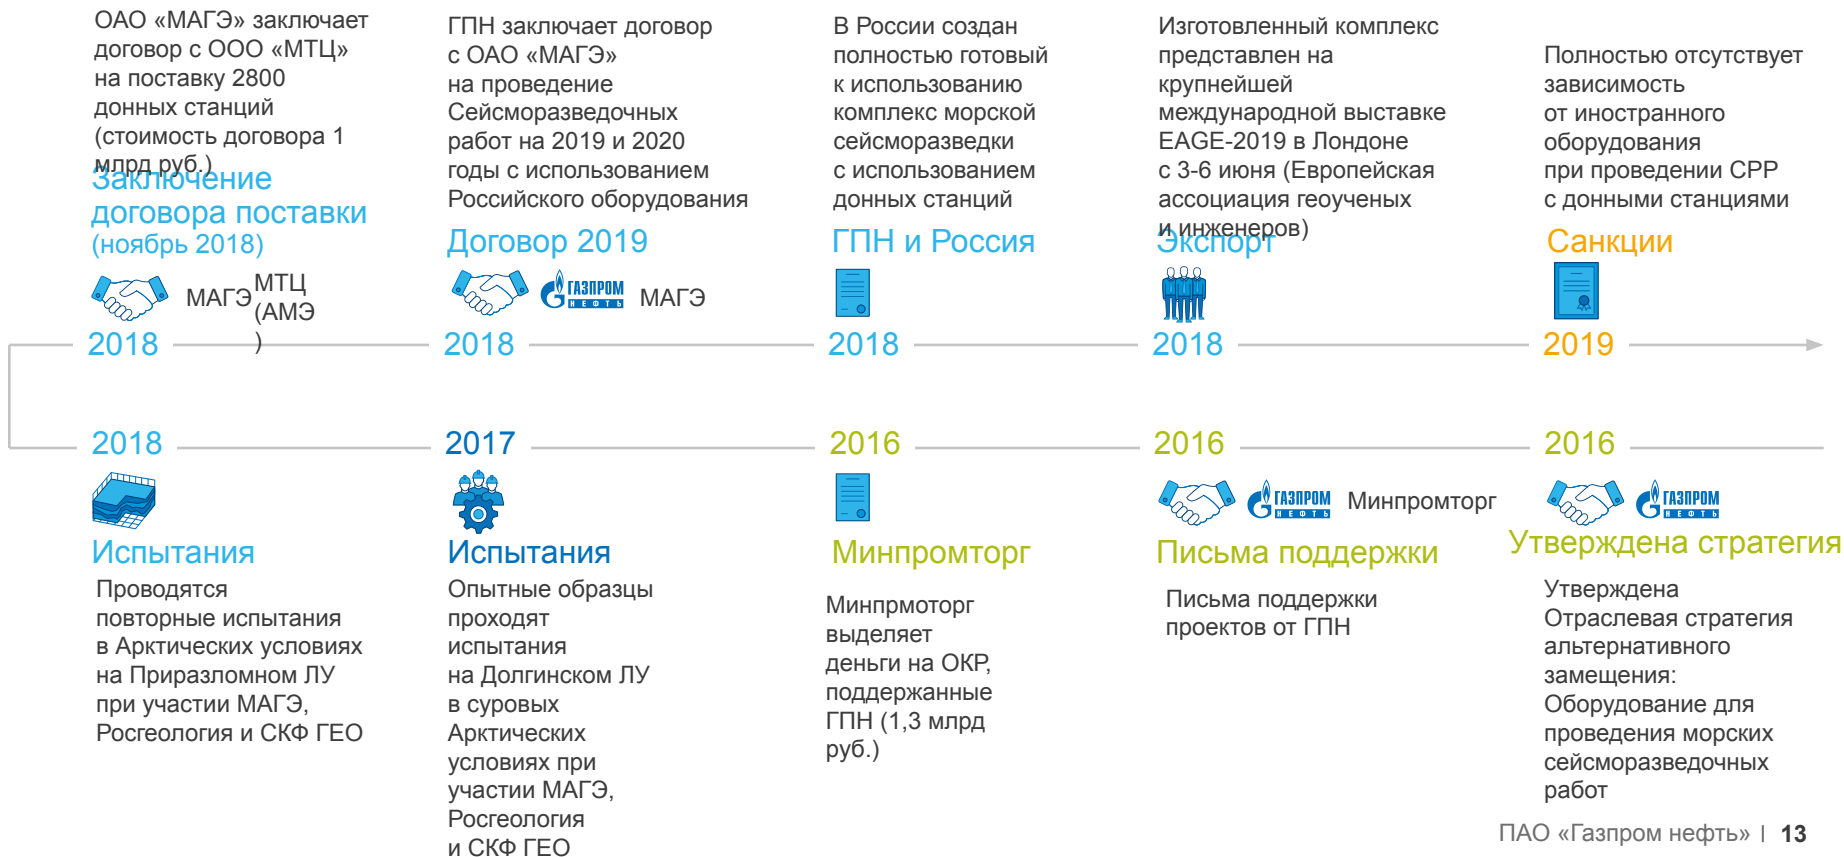 ОАО «МАГЭ» заключает
договор с ООО «МТЦ»
на поставку 2800
донных станций
(стоимость договора 1
млрд руб.)
Заключение
договора поставки
(ноябрь 2018)
МАГЭ
МТЦ
(АМЭ
)
2018
ГПН заключает договор
с ОАО «МАГЭ»
на проведение
Сейсморазведочных
работ на 2019 и 2020
годы с использованием
Российского оборудования
Договор 2019
ГАЗПРОМ
НЕФТЬ
МАГЭ
2018
В России создан
полностью готовый
к использованию
комплекс морской
сейсморазведки
с использованием
донных станций
ГПН и Россия
2018
Изготовленный комплекс
представлен на
крупнейшей
международной выставке
EAGE-2019 в Лондоне
с 3-6 июня (Европейская
ассоциация геоученых
и инженеров)
Экспорт
2018
Полностью отсутствует
зависимость
от иностранного
оборудования
при проведении СРР
с донными станциями
Санкции
2019
2018
Испытания
Проводятся
повторные испытания
в Арктических условиях
на Приразломном ЛУ
при участии МАГЭ,
Росгеология и СКФ ГЕО
2017
Испытания
Опытные образцы
проходят
испытания
на Долгинском ЛУ
в суровых
Арктических
условиях при
участии МАГЭ,
Росгеология
и СКФ ГЕО
2016
Минпромторг
Минпрмоторг
выделяет
деньги на ОКР,
поддержанные
ГПН (1,3 млрд
руб.)
2016
ГАЗПРОМ
НЕФТЬ
Минпромторг
Письма поддержки
Письма поддержки
проектов от ГПН
2016
ГАЗПРОМ
НЕФТЬ
Утверждена стратегия
Утверждена
Отраслевая стратегия
альтернативного
замещения:
Оборудование для
проведения морских
сейсморазведочных
работ
ПАО «Газпром нефть» | 13